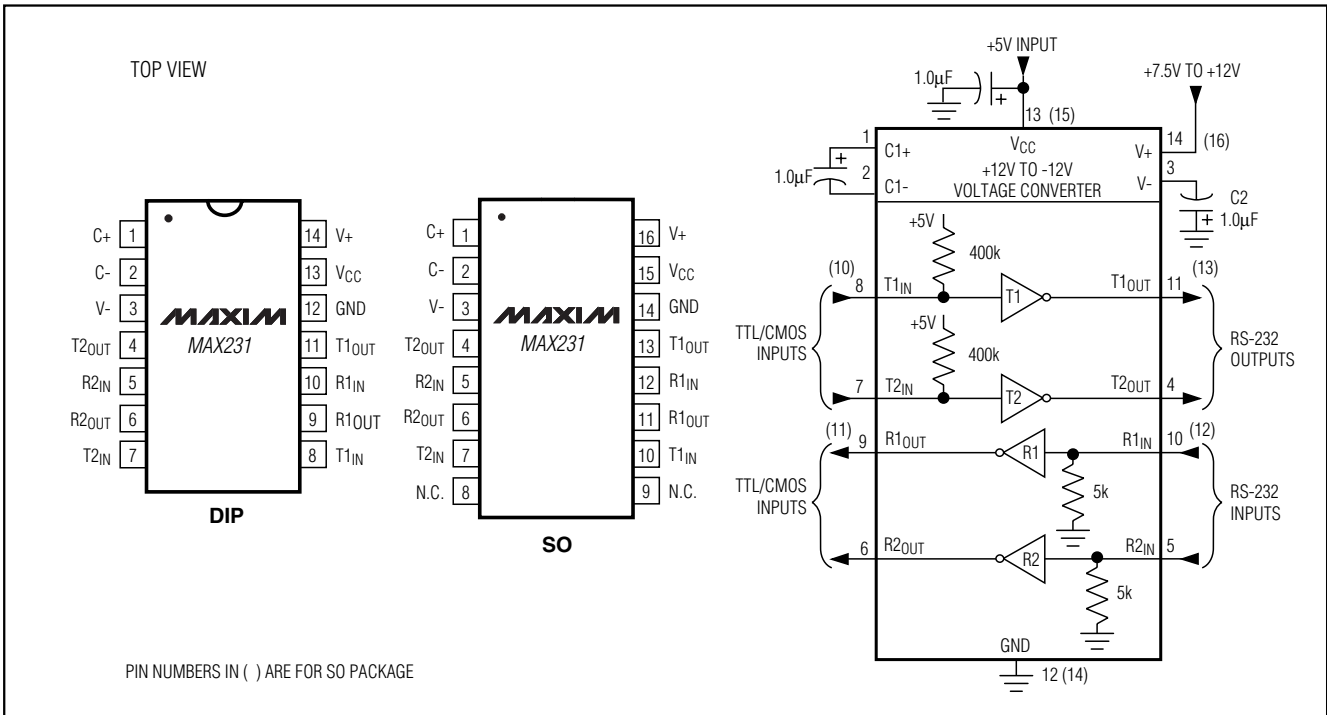 TOP VIEW
C+ 1
C- 2
V- 3
T2OUT 4
R2IN 5
R2OUT 6
T2IN 7
14 V+
13 VCC
12 GND
11 T1OUT
10 R1IN
9 R1OUT
8 T1IN
MAXIM
MAX231
DIP
C+ 1
C- 2
V- 3
T2OUT 4
R2IN 5
R2OUT 6
T2IN 7
N.C. 8
16 V+
15 VCC
14 GND
13 T1OUT
12 R1IN
11 R1OUT
10 T1IN
9 N.C.
MAXIM
MAX231
SO
PIN NUMBERS IN ( ) ARE FOR SO PACKAGE
+5V INPUT
1.0µF
+
+7.5V TO +12V
13 (15)
1
C1+
VCC
V+
14
(16)
+
1.0µF
2
C1-
+12V TO -12V
VOLTAGE CONVERTER
V-
3
C2
+ 1.0µF
+5V
400k
(10)
8
T1IN
T1
T1OUT
11
(13)
TTL/CMOS
INPUTS
+5V
400k
RS-232
OUTPUTS
7
T2IN
T2
T2OUT
4
(11)
9
R1OUT
R1
R1IN
10
(12)
TTL/CMOS
INPUTS
5k
RS-232
INPUTS
6
R2OUT
R2
R2IN
5
5k
GND
12 (14)